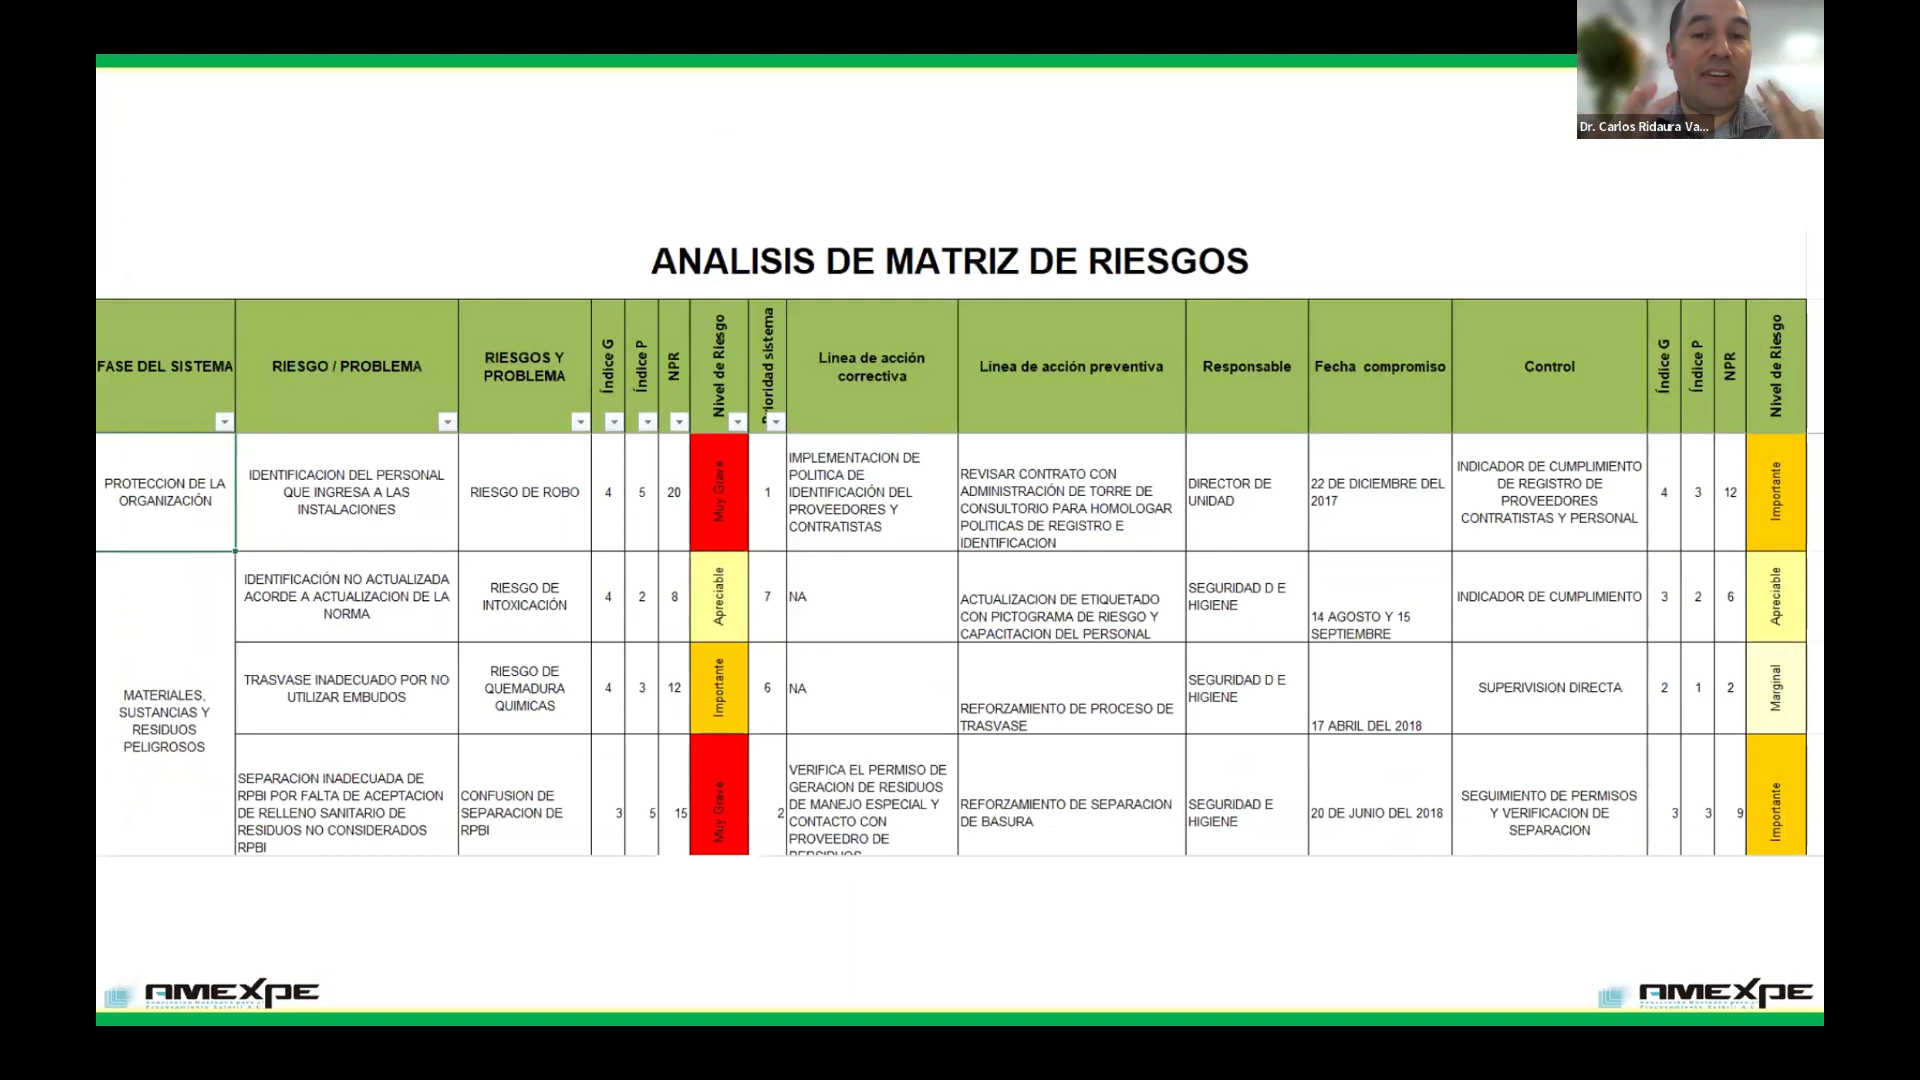 Dr. Carlos Ridaura Va...
ANALISIS DE MATRIZ DE RIESGOS
FASE DEL SISTEMA
RIESGO / PROBLEMA
RIESGOS Y
PROBLEMA
Índice G
Índice P
NPR
Nivel de Riesgo
Prioridad sistema
Linea de acción
correctiva
Línea de acción preventiva
Responsable
Fecha compromiso
Control
Índice G
Índice P
NPR
Nivel de Riesgo
PROTECCION DE LA
ORGANIZACIÓN
IDENTIFICACION DEL PERSONAL
QUE INGRESA A LAS
INSTALACIONES
RIESGO DE ROBO
4
5
20
Muy Grave
1
IMPLEMENTACION DE
POLITICA DE
IDENTIFICACIÓN DEL
PROVEEDORES Y
CONTRATISTAS
REVISAR CONTRATO CON
ADMINISTRACIÓN DE TORRE DE
CONSULTORIO PARA HOMOLOGAR
POLITICAS DE REGISTRO E
IDENTIFICACION
DIRECTOR DE
UNIDAD
22 DE DICIEMBRE DEL
2017
INDICADOR DE CUMPLIMIENTO
DE REGISTRO DE
PROVEEDORES
CONTRATISTAS Y PERSONAL
4
3
12
Importante
MATERIALES,
SUSTANCIAS Y
RESIDUOS
PELIGROSOS
IDENTIFICACIÓN NO ACTUALIZADA
ACORDE A ACTUALIZACION DE LA
NORMA
RIESGO DE
INTOXICACIÓN
4
2
8
Apreciable
7
NA
ACTUALIZACION DE ETIQUETADO
CON PICTOGRAMA DE RIESGO Y
CAPACITACION DEL PERSONAL
SEGURIDAD D E
HIGIENE
14 AGOSTO Y 15
SEPTIEMBRE
INDICADOR DE CUMPLIMIENTO
3
2
6
Apreciable
TRASVASE INADECUADO POR NO
UTILIZAR EMBUDOS
RIESGO DE
QUEMADURA
QUIMICAS
4
3
12
Importante
6
NA
REFORZAMIENTO DE PROCESO DE
TRASVASE
SEGURIDAD D E
HIGIENE
17 ABRIL DEL 2018
SUPERIVISION DIRECTA
2
1
2
Marginal
SEPARACION INADECUADA DE
RPBI POR FALTA DE ACEPTACION
DE RELLENO SANITARIO DE
RESIDUOS NO CONSIDERADOS
RPBI
CONFUSION DE
SEPARACION DE
RPBI
3
5
15
Muy Grave
2
VERIFICA EL PERMISO DE
GERACION DE RESIDUOS
DE MANEJO ESPECIAL Y
CONTACTO CON
PROVEEDRO DE
REFORZAMIENTO DE SEPARACION
DE BASURA
SEGURIDAD E
HIGIENE
20 DE JUNIO DEL 2018
SEGUIMIENTO DE PERMISOS
Y VERIFICACION DE
SEPARACION
3
3
9
Importante
AMEXPE
AMEXPE